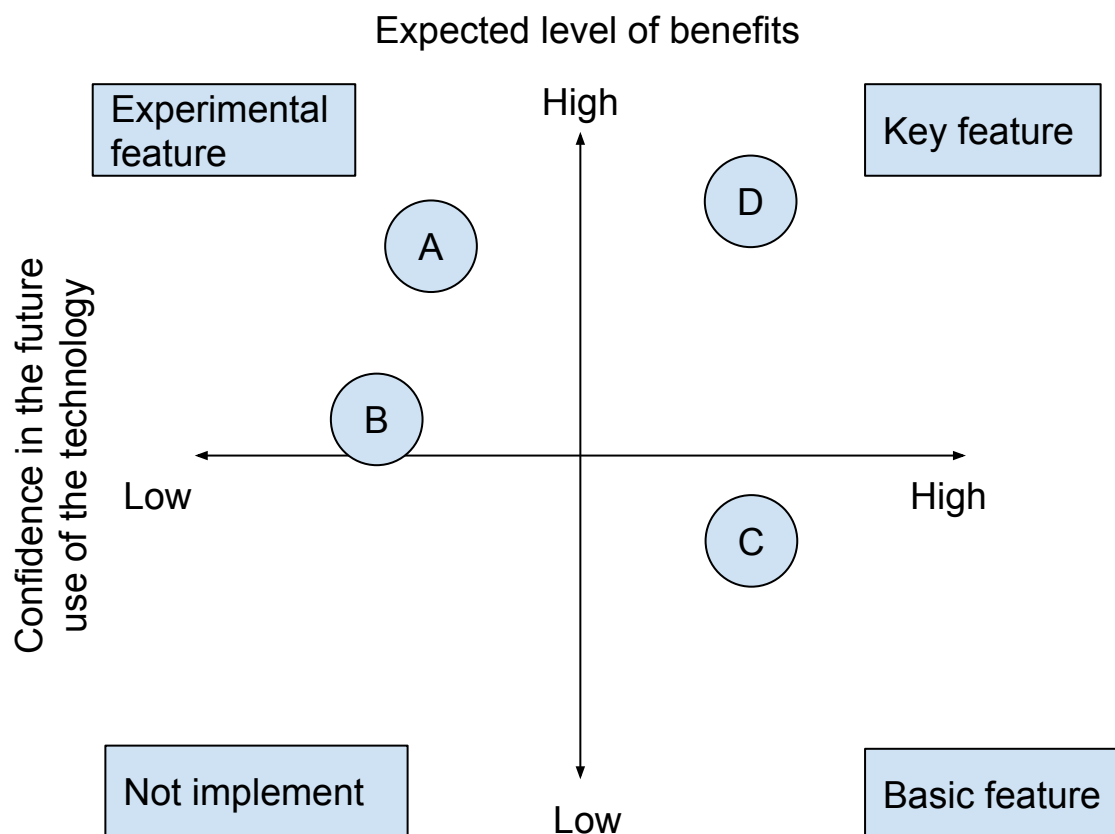 Expected level of benefits
Experimental
feature
High
Key feature
D
A
Confidence in the future
use of the technology
B
Low
High
C
Not implement
Low
Basic feature